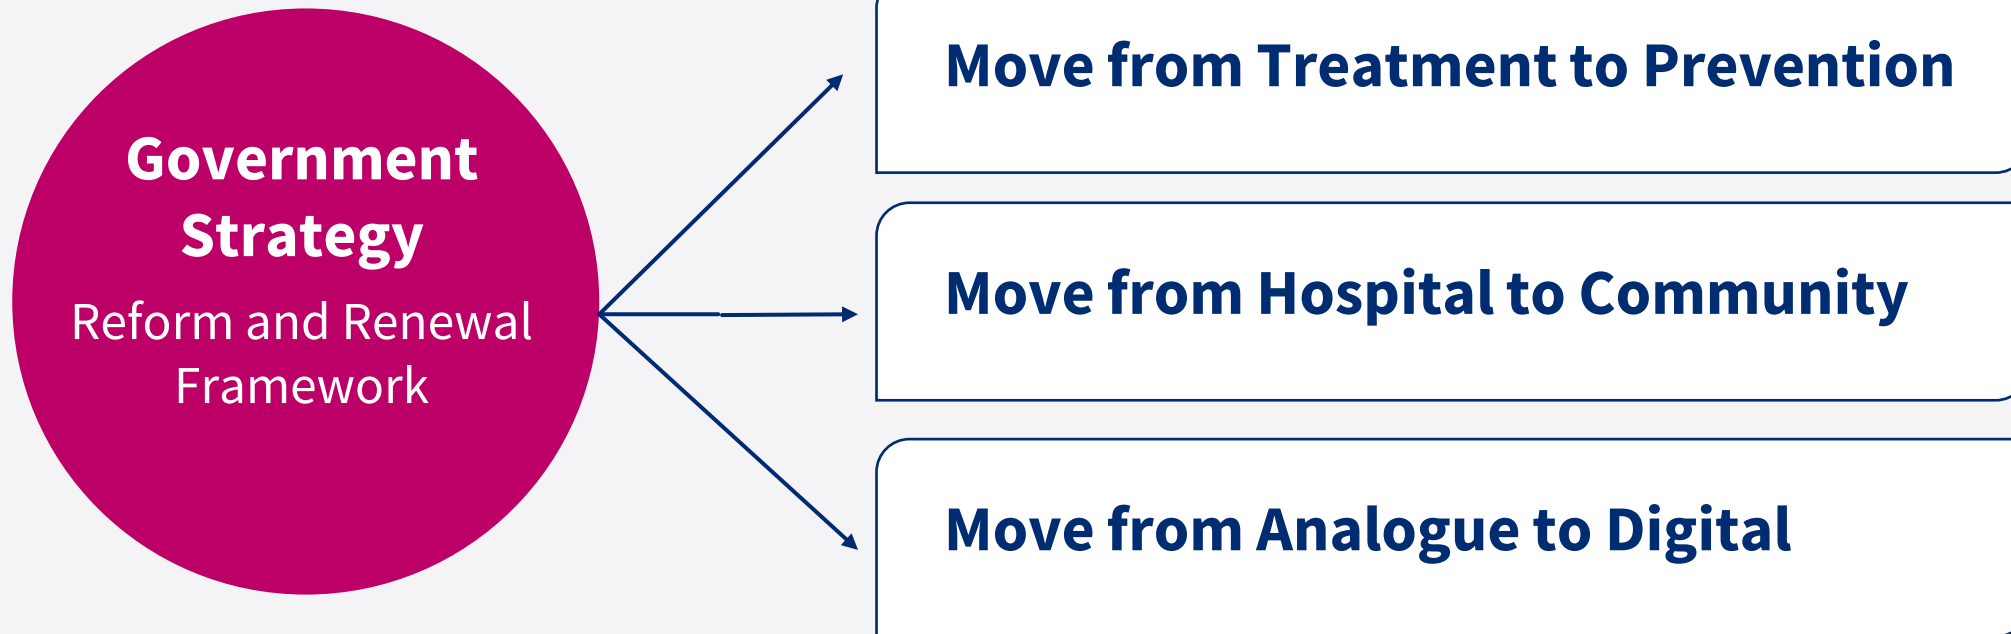 Government
Strategy
Reform and Renewal
Framework
Move from Treatment to Prevention
Move from Hospital to Community
Move from Analogue to Digital